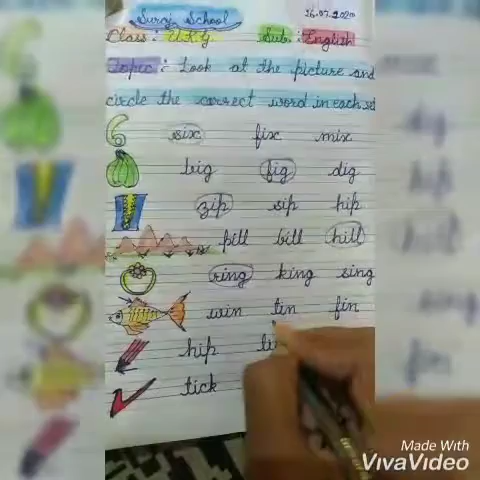 Suraj School 26.07.2020
Class : U.K.G Sub. : English
Topic : Look at the picture and
circle the correct word in each set
6 six fix mix
big fig dig
zip sip hip
pill bill hill
ring king sing
win tin fin
hip
tick
Made With
VivaVideo